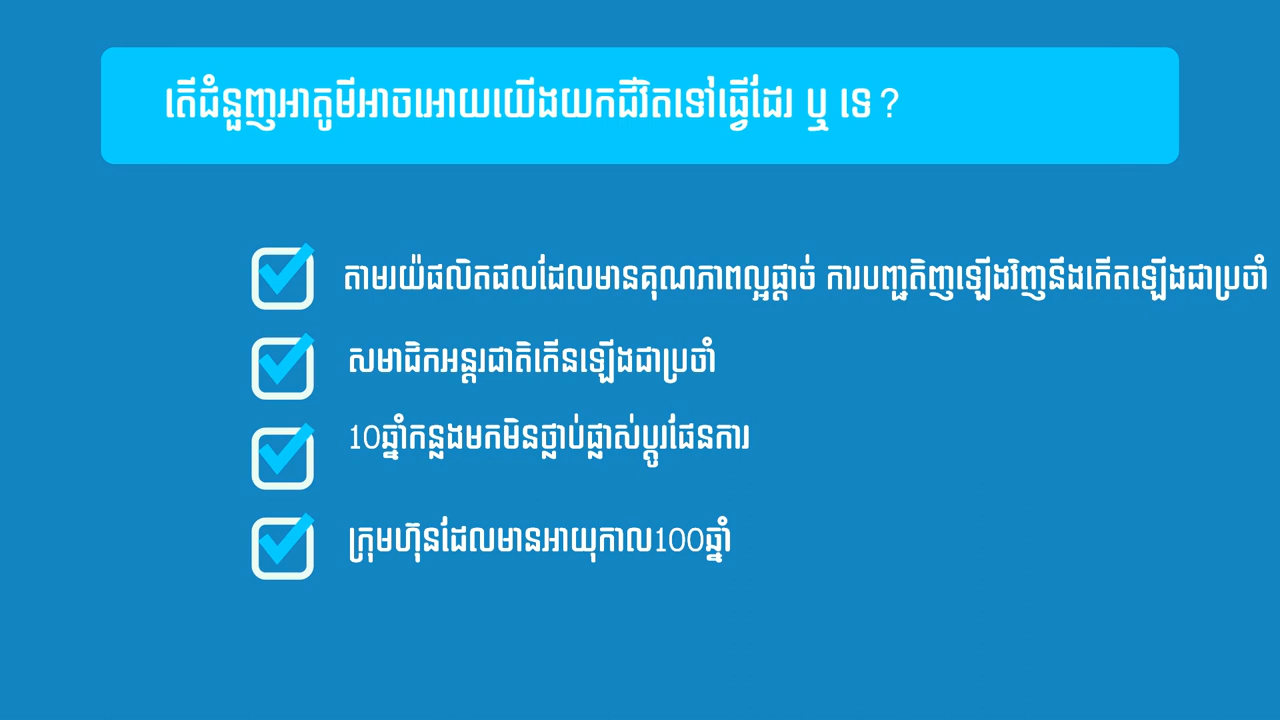 តើជំនួញអាតូមីអាចអោយយើងយកជីវិតទៅធ្វើដែរ ឬ ទេ?
តាមរយ៉ផលិតផលដែលមានគុណភាពល្អផ្តាច់ ការបញ្ជតិញឡើងវិញនឹងកើតឡើងជាប្រចាំ
សមាជិកអន្តរជាតិកើនឡើងជាប្រចាំ
10ឆ្នាំកន្លងមកមិនថ្លាប់ផ្លាស់ប្តូរផែនការ
ក្រុមហ៊ុនដែលមានអាយុកាល100ឆ្នាំ